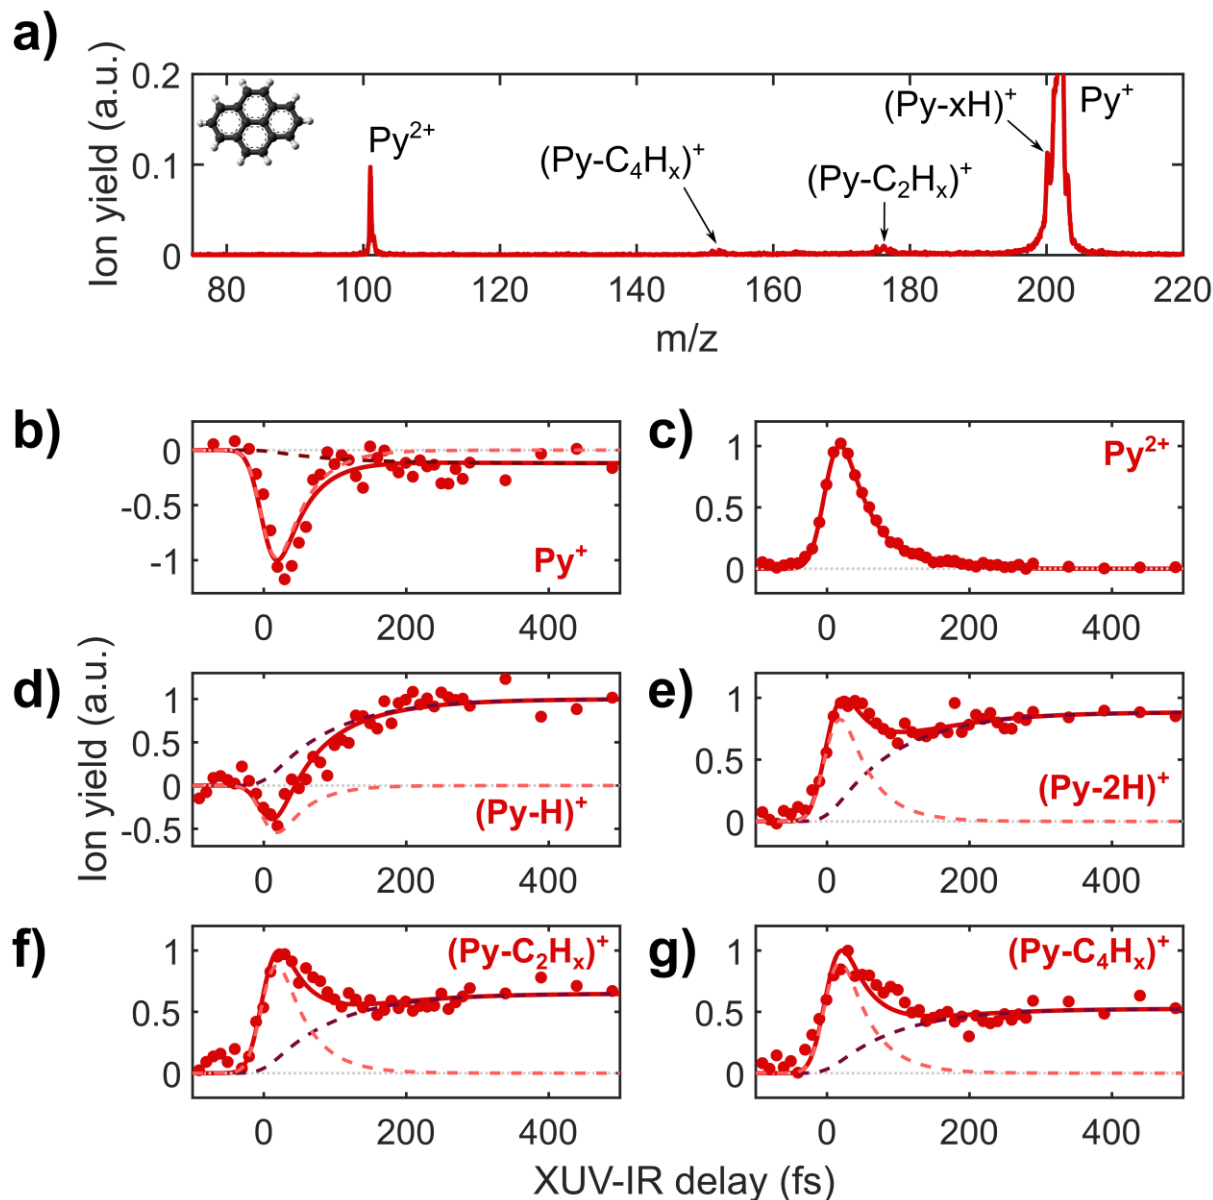 a)
Ion yield (a.u.)
0.2
0.1
0
Py²⁺
(Py-C₄Hₓ)⁺
(Py-C₂Hₓ)⁺
(Py-xH)⁺
Py⁺
80 100 120 140 160 180 200 220
m/z
b)
0
-0.5
-1
Py⁺
0 200 400
c)
1
0.5
0
Py²⁺
0 200 400
Ion yield (a.u.)
d)
1
0.5
0
-0.5
(Py-H)⁺
0 200 400
e)
1
0.5
0
(Py-2H)⁺
0 200 400
f)
1
0.5
0
(Py-C₂Hₓ)⁺
0 200 400
g)
1
0.5
0
(Py-C₄Hₓ)⁺
0 200 400
XUV-IR delay (fs)